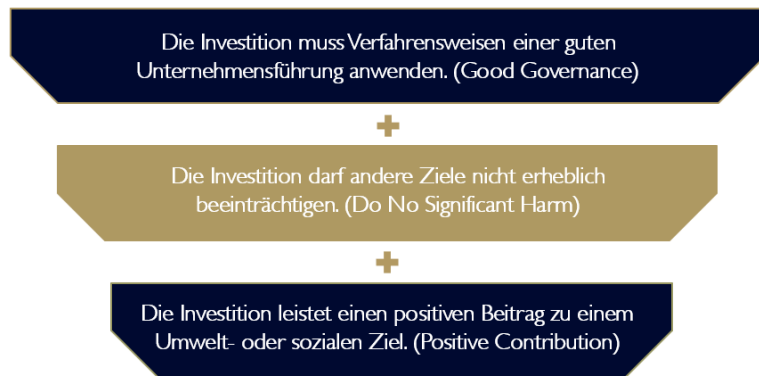 Die Investition muss Verfahrensweisen einer guten
Unternehmensführung anwenden. (Good Governance)
+
Die Investition darf andere Ziele nicht erheblich
beeinträchtigen. (Do No Significant Harm)
+
Die Investition leistet einen positiven Beitrag zu einem
Umwelt- oder sozialen Ziel. (Positive Contribution)